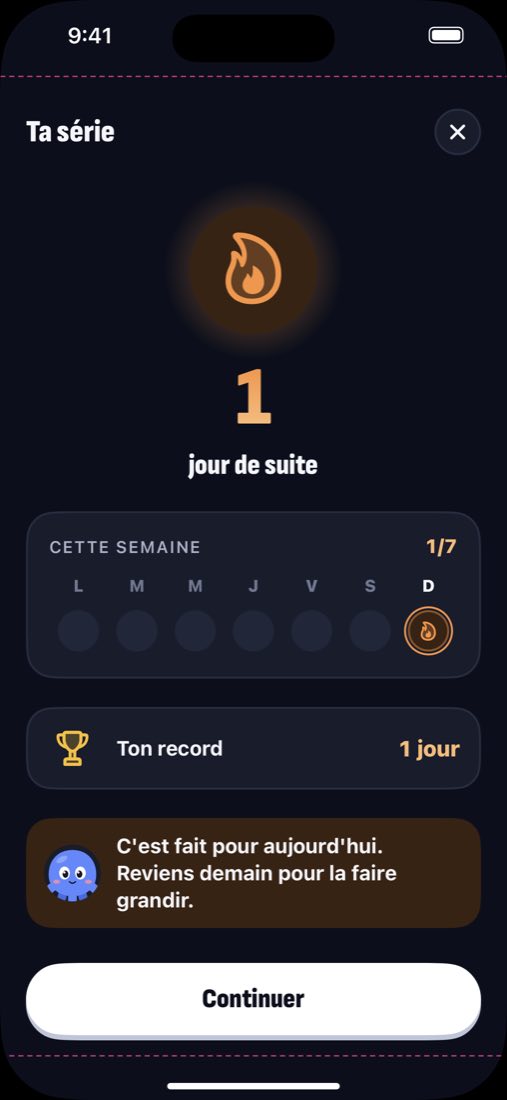 9:41
Ta série
1
jour de suite
CETTE SEMAINE 1/7
L M M J V S D
Ton record 1 jour
C'est fait pour aujourd'hui.
Reviens demain pour la faire
grandir.
Continuer